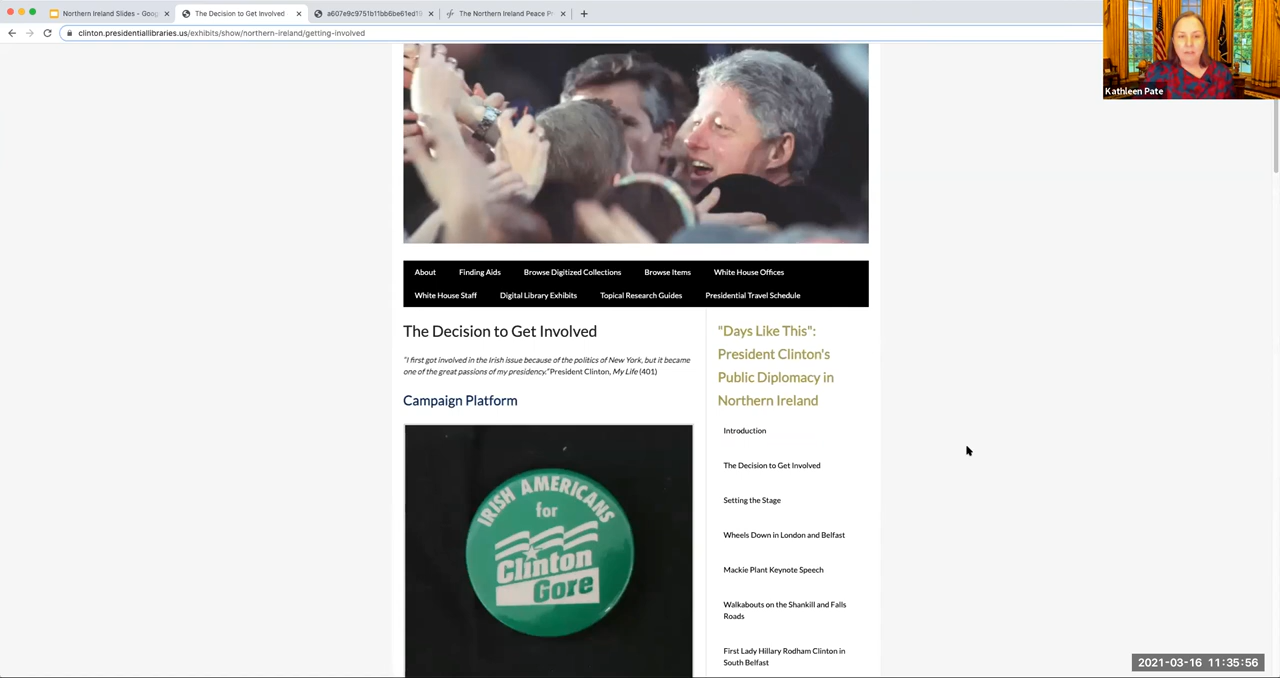 Northern Ireland Slides - Goog
The Decision to Get Involved
a607e9c9751b11bb6be61ed1
The Northern Ireland Peace Pr
clinton.presidentiallibraries.us/exhibits/show/northern-ireland/getting-involved
Kathleen Pate
About
Finding Aids
Browse Digitized Collections
Browse Items
White House Offices
White House Staff
Digital Library Exhibits
Topical Research Guides
Presidential Travel Schedule
The Decision to Get Involved
"I first got involved in the Irish issue because of the politics of New York, but it became
one of the great passions of my presidency." President Clinton, My Life (401)
Campaign Platform
IRISH AMERICANS
for
Clinton
Gore
"Days Like This":
President Clinton's
Public Diplomacy in
Northern Ireland
Introduction
The Decision to Get Involved
Setting the Stage
Wheels Down in London and Belfast
Mackie Plant Keynote Speech
Walkabouts on the Shankill and Falls
Roads
First Lady Hillary Rodham Clinton in
South Belfast
2021-03-16 11:35:56